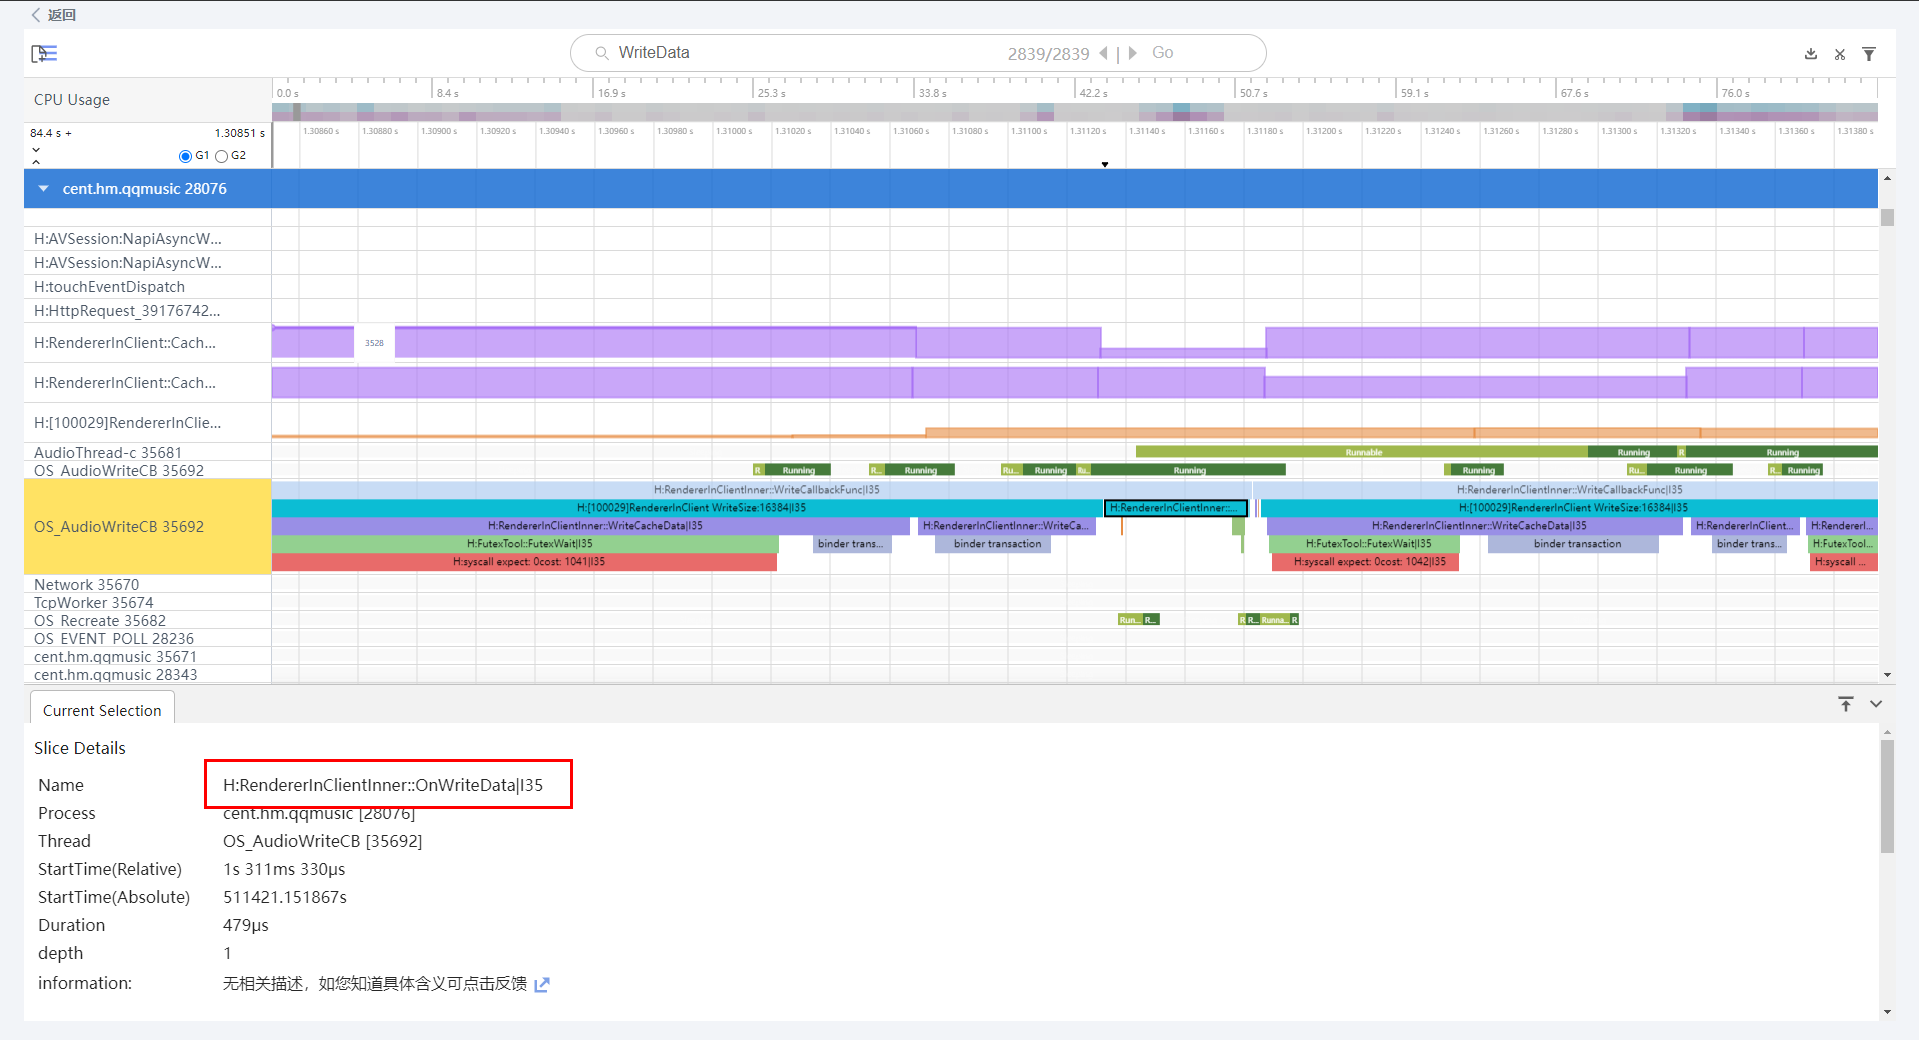 返回
WriteData 2839/2839 Go
CPU Usage
0.0 s 8.4 s 16.9 s 25.3 s 33.8 s 42.2 s 50.7 s 59.1 s 67.6 s 76.0 s
84.4 s + 1.30851 s
1.30860 s 1.30880 s 1.30900 s 1.30920 s 1.30940 s 1.30960 s 1.30980 s 1.31000 s 1.31020 s 1.31040 s 1.31060 s 1.31080 s 1.31100 s 1.31120 s 1.31140 s 1.31160 s 1.31180 s 1.31200 s 1.31220 s 1.31240 s 1.31260 s 1.31280 s 1.31300 s 1.31320 s 1.31340 s 1.31360 s 1.31380 s
G1 G2
cent.hm.qqmusic 28076
H:AVSession:NapiAsyncW...
H:AVSession:NapiAsyncW...
H:touchEventDispatch
H:HttpRequest_39176742...
H:RendererInClient::Cach... 3528
H:RendererInClient::Cach...
H:[100029]RendererInClie...
AudioThread-c 35681 Runnable Running R Running
OS_AudioWriteCB 35692 R Running R... Running Ru... Running Ru... Running Running Ru... Running R... Running
H:RendererInClientInner::WriteCallbackFunc|I35 H:RendererInClientInner::WriteCallbackFunc|I35
H:[100029]RendererInClient WriteSize:16384|I35 H:RendererInClientInner::... H:[100029]RendererInClient WriteSize:16384|I35
OS_AudioWriteCB 35692 H:RendererInClientInner::WriteCacheData|I35 H:RendererInClientInner::WriteCa... H:RendererInClientInner::WriteCacheData|I35 H:RendererInClient... H:RendererI...
H:FutexTool::FutexWait|I35 binder trans... binder transaction H:FutexTool::FutexWait|I35 binder transaction binder trans... H:FutexTool...
H:syscall expect: 0cost: 1041|I35 H:syscall expect: 0cost: 1042|I35 H:syscall ...
Network 35670
TcpWorker 35674
OS_Recreate 35682 Run... R... R R... Runna... R
OS_EVENT_POLL 28236
cent.hm.qqmusic 35671
cent.hm.qqmusic 28343
Current Selection
Slice Details
Name H:RendererInClientInner::OnWriteData|I35
Process cent.hm.qqmusic [28076]
Thread OS_AudioWriteCB [35692]
StartTime(Relative) 1s 311ms 330μs
StartTime(Absolute) 511421.151867s
Duration 479μs
depth 1
information: 无相关描述，如您知道具体含义可点击反馈